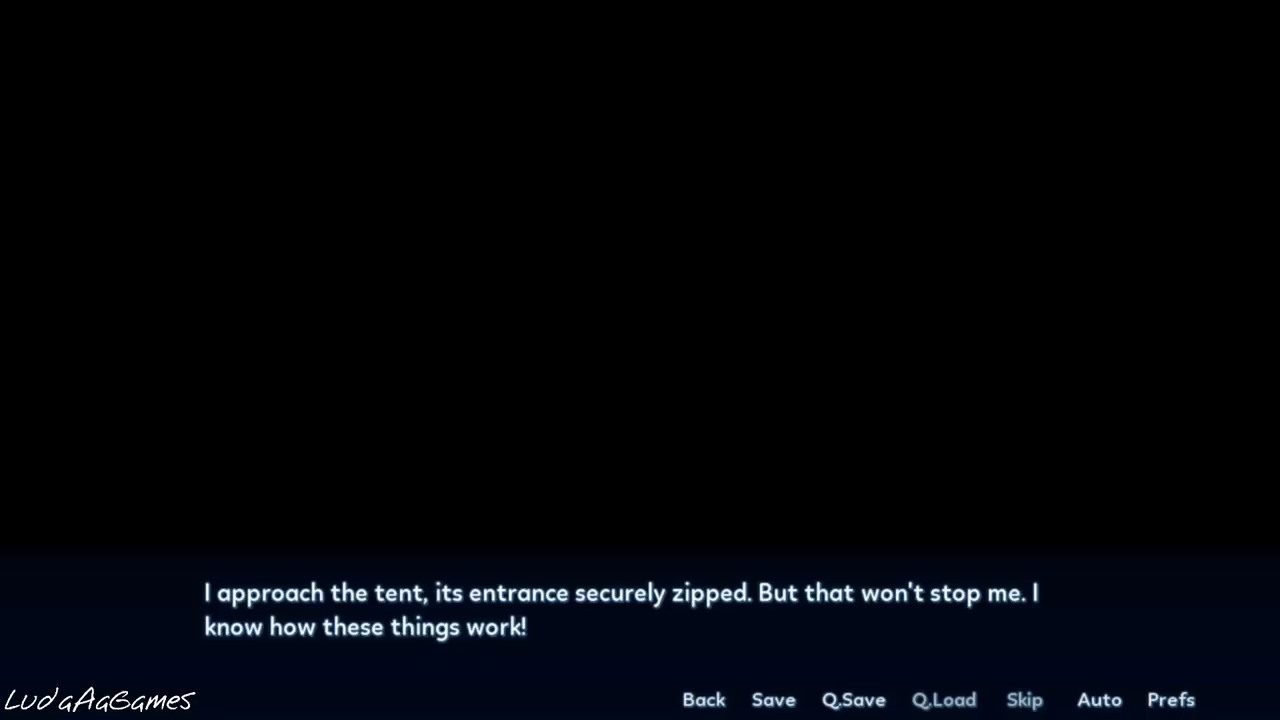 I approach the tent, its entrance securely zipped. But that won't stop me. I
know how these things work!
LudaAaGames
Back Save Q.Save Q.Load Skip Auto Prefs